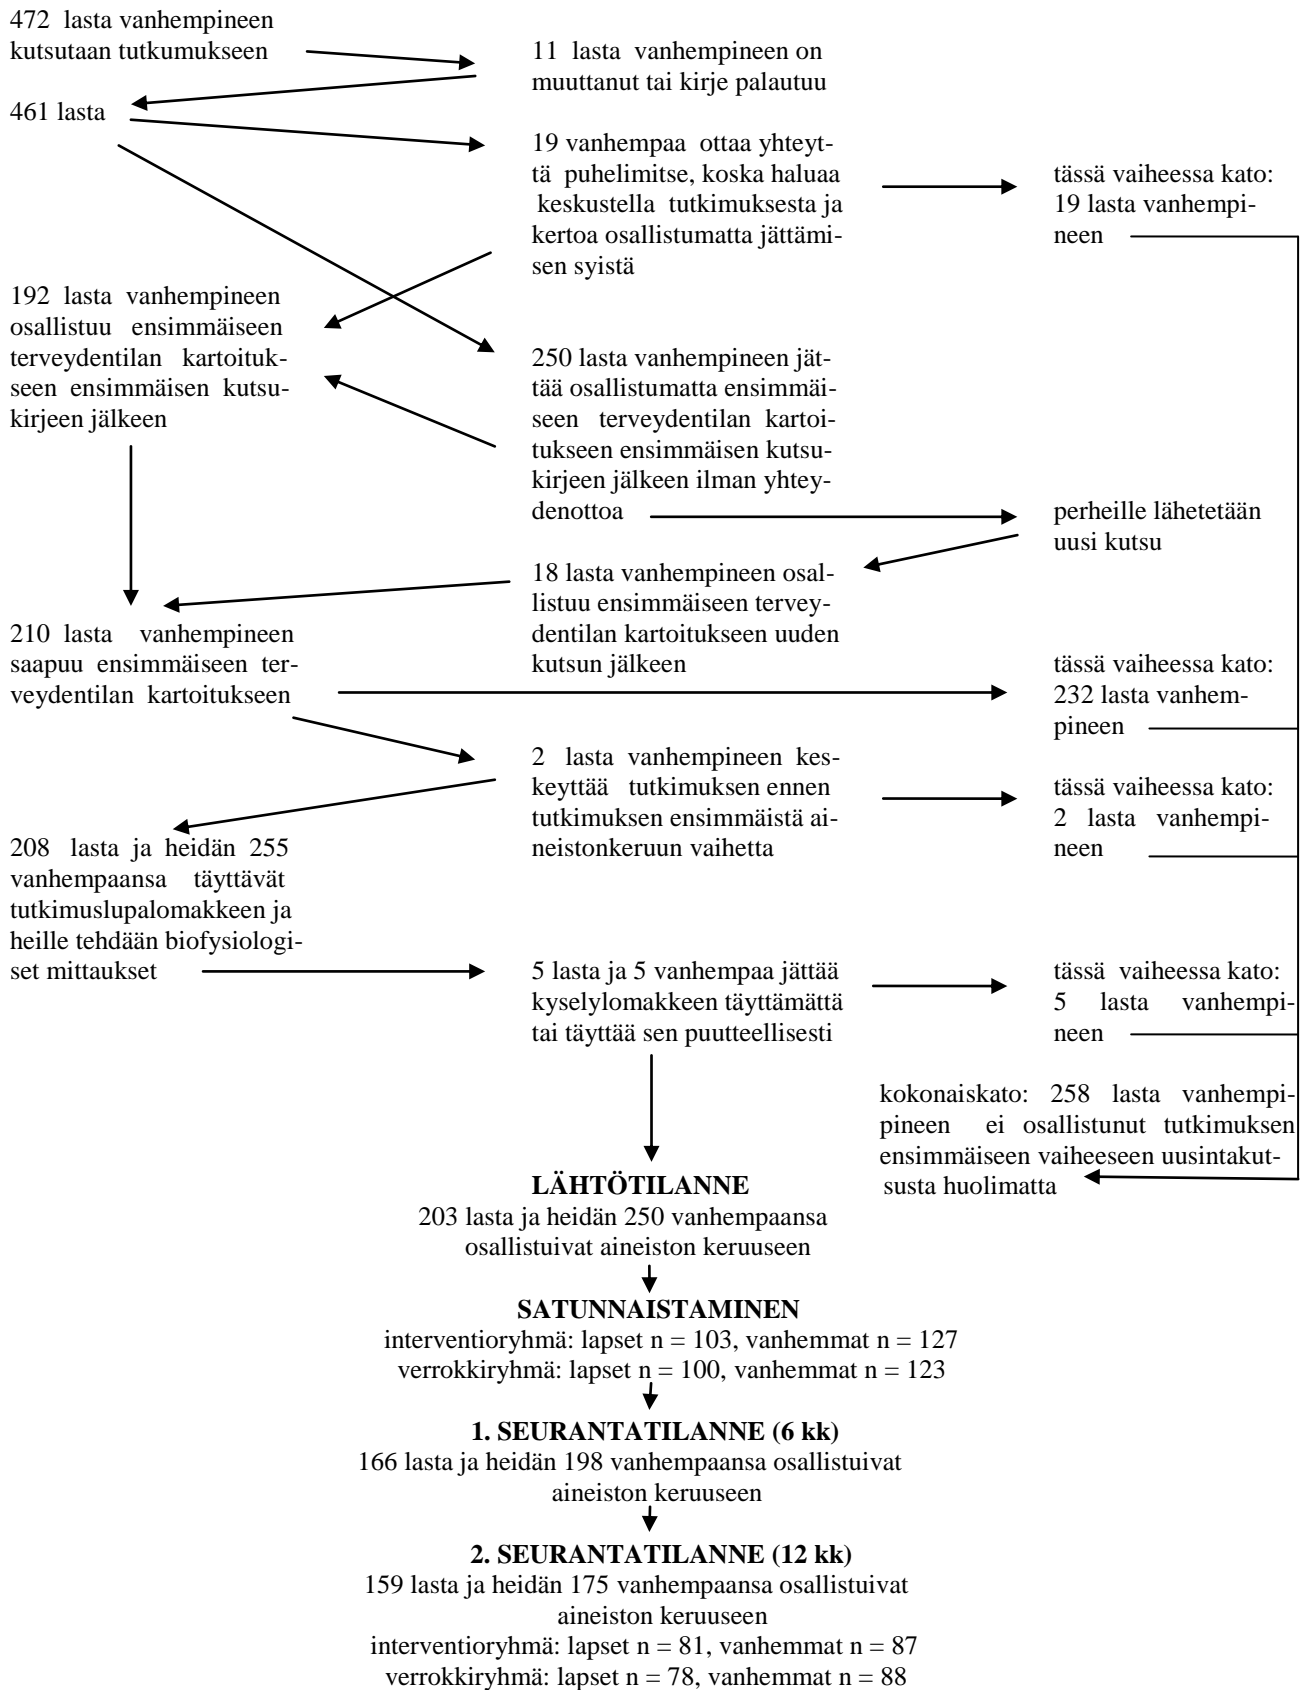 472 lasta vanhempineen
kutsutaan tutkumukseen
11 lasta vanhempineen on
muuttanut tai kirje palautuu
461 lasta
19 vanhempaa ottaa yhteyt-
tä puhelimitse, koska haluaa
keskustella tutkimuksesta ja
kertoa osallistumatta jättämi-
sen syistä
tässä vaiheessa kato:
19 lasta vanhempi-
neen
192 lasta vanhempineen
osallistuu ensimmäiseen
terveydentilan kartoituk-
seen ensimmäisen kutsu-
kirjeen jälkeen
250 lasta vanhempineen jät-
tää osallistumatta ensimmäi-
seen terveydentilan kartoi-
tukseen ensimmäisen kutsu-
kirjeen jälkeen ilman yhtey-
denottoa
perheille lähetetään
uusi kutsu
18 lasta vanhempineen osal-
listuu ensimmäiseen tervey-
dentilan kartoitukseen uuden
kutsun jälkeen
210 lasta vanhempineen
saapuu ensimmäiseen ter-
veydentilan kartoitukseen
tässä vaiheessa kato:
232 lasta vanhem-
pineen
2 lasta vanhempineen kes-
keyttää tutkimuksen ennen
tutkimuksen ensimmäistä ai-
neistonkeruun vaihetta
tässä vaiheessa kato:
2 lasta vanhempi-
neen
208 lasta ja heidän 255
vanhempaansa täyttävät
tutkimuslupalomakkeen ja
heille tehdään biofysiologi-
set mittaukset
5 lasta ja 5 vanhempaa jättää
kyselylomakkeen täyttämättä
tai täyttää sen puutteellisesti
tässä vaiheessa kato:
5 lasta vanhempi-
neen
kokonaiskato: 258 lasta vanhempi-
pineen ei osallistunut tutkimuksen
ensimmäiseen vaiheeseen uusintakut-
susta huolimatta
LÄHTÖTILANNE
203 lasta ja heidän 250 vanhempaansa
osallistuivat aineiston keruuseen
SATUNNAISTAMINEN
interventioryhmä: lapset n = 103, vanhemmat n = 127
verrokkiryhmä: lapset n = 100, vanhemmat n = 123
1. SEURANTATILANNE (6 kk)
166 lasta ja heidän 198 vanhempaansa osallistuivat
aineiston keruuseen
2. SEURANTATILANNE (12 kk)
159 lasta ja heidän 175 vanhempaansa osallistuivat
aineiston keruuseen
interventioryhmä: lapset n = 81, vanhemmat n = 87
verrokkiryhmä: lapset n = 78, vanhemmat n = 88